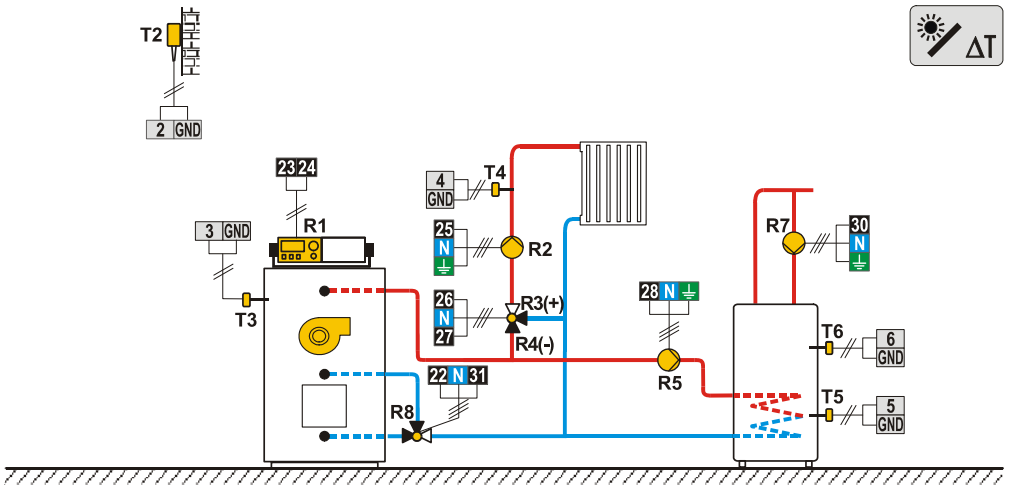 T2
ΔT
2 GND
23 24
4
GND
T4
3 GND
R1
25
N
R2
R7
30
N
T3
26
N
27
R3(+)
R4(-)
28 N
R5
T6
6
GND
22 N 31
R8
T5
5
GND